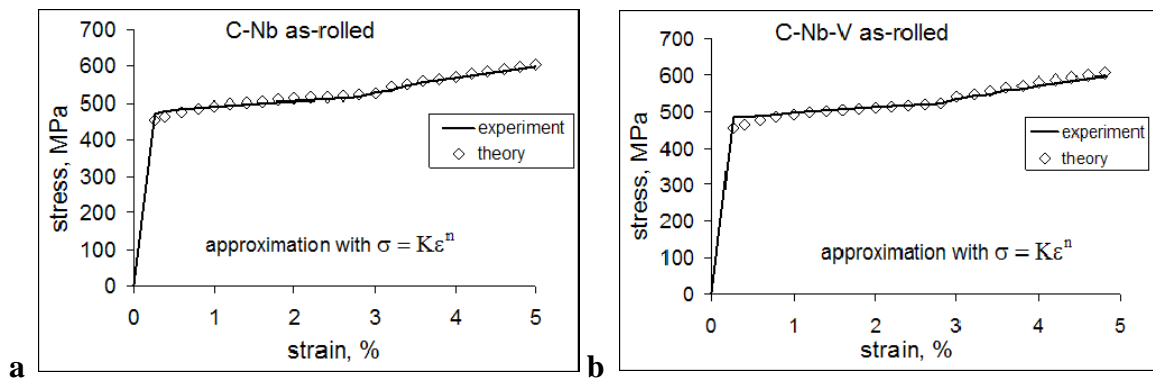 C-Nb as-rolled
700
600
500
400
300
200
100
0
stress, MPa
experiment
theory
approximation with σ = Kεⁿ
0 1 2 3 4 5
strain, %
a
C-Nb-V as-rolled
700
600
500
400
300
200
100
0
stress, MPa
experiment
theory
approximation with σ = Kεⁿ
0 1 2 3 4 5
strain, %
b